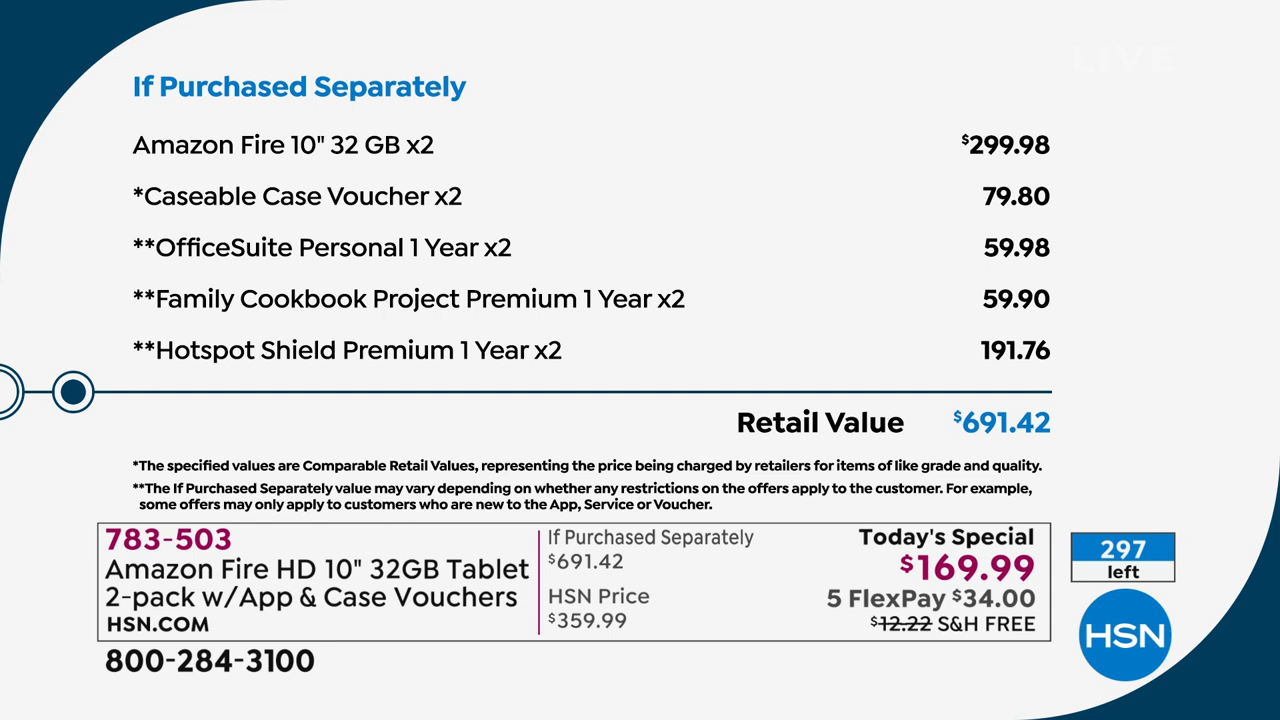 LIVE
If Purchased Separately
Amazon Fire 10" 32 GB x2 $299.98
*Caseable Case Voucher x2 79.80
**OfficeSuite Personal 1 Year x2 59.98
**Family Cookbook Project Premium 1 Year x2 59.90
**Hotspot Shield Premium 1 Year x2 191.76
Retail Value $691.42
*The specified values are Comparable Retail Values, representing the price being charged by retailers for items of like grade and quality.
**The If Purchased Separately value may vary depending on whether any restrictions on the offers apply to the customer. For example,
some offers may only apply to customers who are new to the App, Service or Voucher.
783-503
Amazon Fire HD 10" 32GB Tablet
2-pack w/App & Case Vouchers
HSN.COM
If Purchased Separately
$691.42
HSN Price
$359.99
Today's Special
$169.99
5 FlexPay $34.00
$12.22 S&H FREE
297
left
HSN
800-284-3100